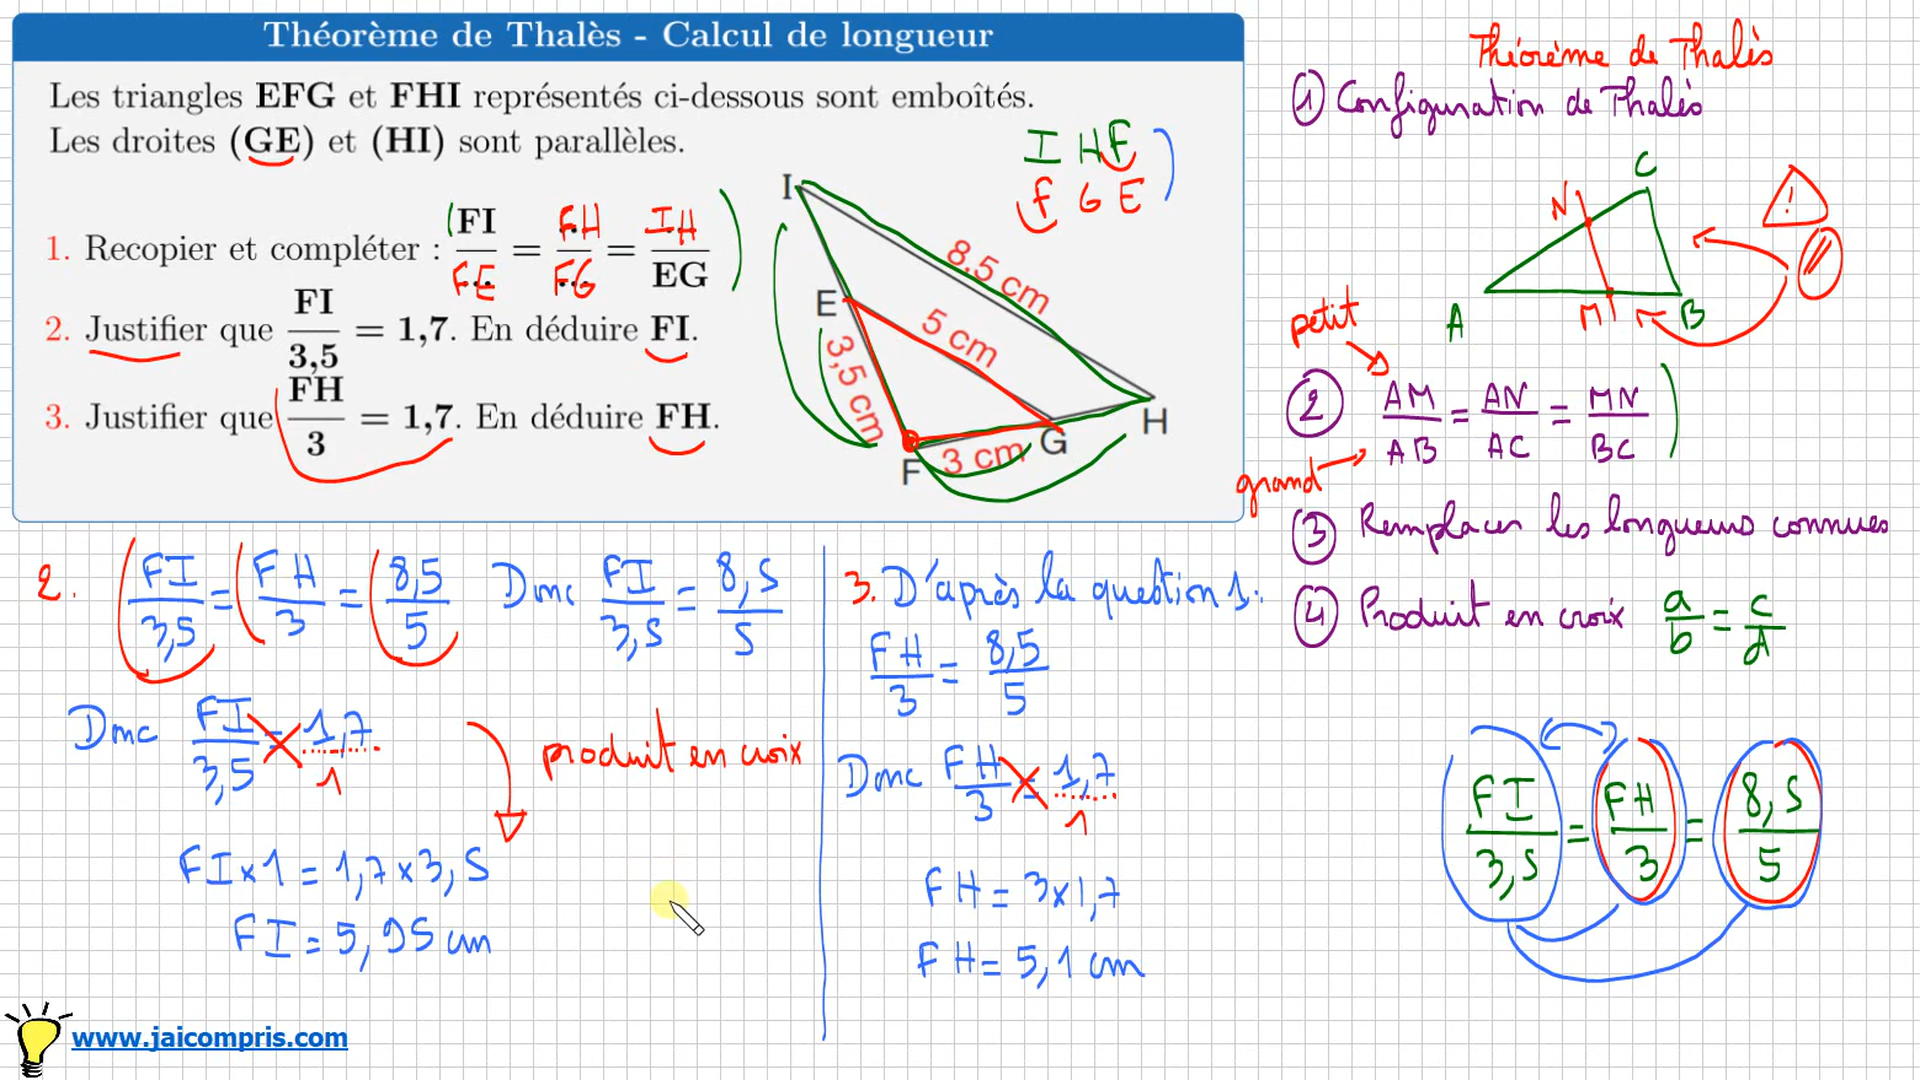 Théorème de Thalès - Calcul de longueur
Les triangles EFG et FHI représentés ci-dessous sont emboîtés.
Les droites (GE) et (HI) sont parallèles.
1. Recopier et compléter : FI/FE = FH/FG = IH/EG
2. Justifier que FI/3,5 = 1,7. En déduire FI.
3. Justifier que FH/3 = 1,7. En déduire FH.
I H F
F G E
I
8,5 cm
E
5 cm
3,5 cm
H
G
3 cm
F
Théorème de Thalès
1 Configuration de Thalès
C
N
!
A
M
B
petit
2 AM/AB = AN/AC = MN/BC
grand
3 Remplacer les longueurs connues
4 Produit en croix a/b = c/d
2. FI/3,5 = FH/3 = 8,5/5 Donc FI/3,5 = 8,5/5
Donc FI/3,5 = 1,7/1
produit en croix
FI×1 = 1,7×3,5
FI = 5,95 cm
3. D'après la question 1.:
FH/3 = 8,5/5
Donc FH/3 = 1,7/1
FH = 3×1,7
FH = 5,1 cm
FI/3,5 = FH/3 = 8,5/5
www.jaicompris.com